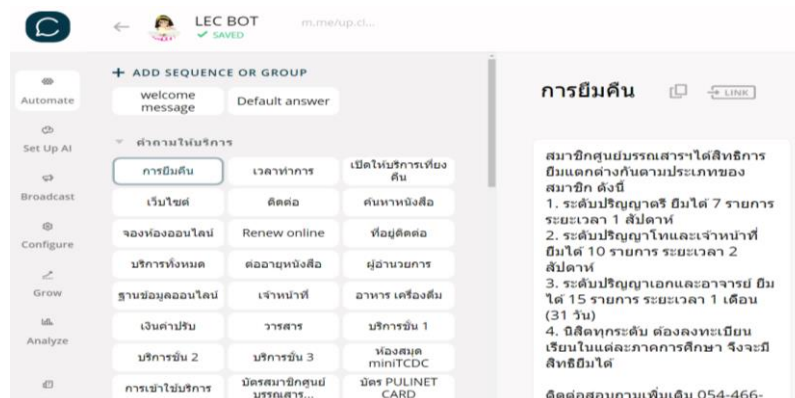 LEC BOT
m.me/up.cl...
SAVED
Automate
Set Up AI
Broadcast
Configure
Grow
Analyze
+ ADD SEQUENCE OR GROUP
welcome
message
Default answer
คำถามให้บริการ
การยืมคืน
เวลาทำการ
เปิดให้บริการเที่ยง
คืน
เว็บไซต์
ติดต่อ
ค้นหาหนังสือ
จองห้องออนไลน์
Renew online
ที่อยู่ติดต่อ
บริการทั้งหมด
ต่ออายุหนังสือ
ผู้อำนวยการ
ฐานข้อมูลออนไลน์
เจ้าหน้าที่
อาหาร เครื่องดื่ม
เงินค่าปรับ
วารสาร
บริการชั้น 1
บริการชั้น 2
บริการชั้น 3
ห้องสมุด
miniTCDC
การเข้าใช้บริการ
บัตรสมาชิกศูนย์
บรรณสาร...
บัตร PULINET
CARD
การยืมคืน
LINK
สมาชิกศูนย์บรรณสารฯได้สิทธิการ
ยืมแตกต่างกันตามประเภทของ
สมาชิก ดังนี้
1. ระดับปริญญาตรี ยืมได้ 7 รายการ
ระยะเวลา 1 สัปดาห์
2. ระดับปริญญาโทและเจ้าหน้าที่
ยืมได้ 10 รายการ ระยะเวลา 2
สัปดาห์
3. ระดับปริญญาเอกและอาจารย์ ยืม
ได้ 15 รายการ ระยะเวลา 1 เดือน
(31 วัน)
4. นิสิตทุกระดับ ต้องลงทะเบียน
เรียนในแต่ละภาคการศึกษา จึงจะมี
สิทธิยืมได้
ติดต่อสอบถามเพิ่มเติม 054-466-